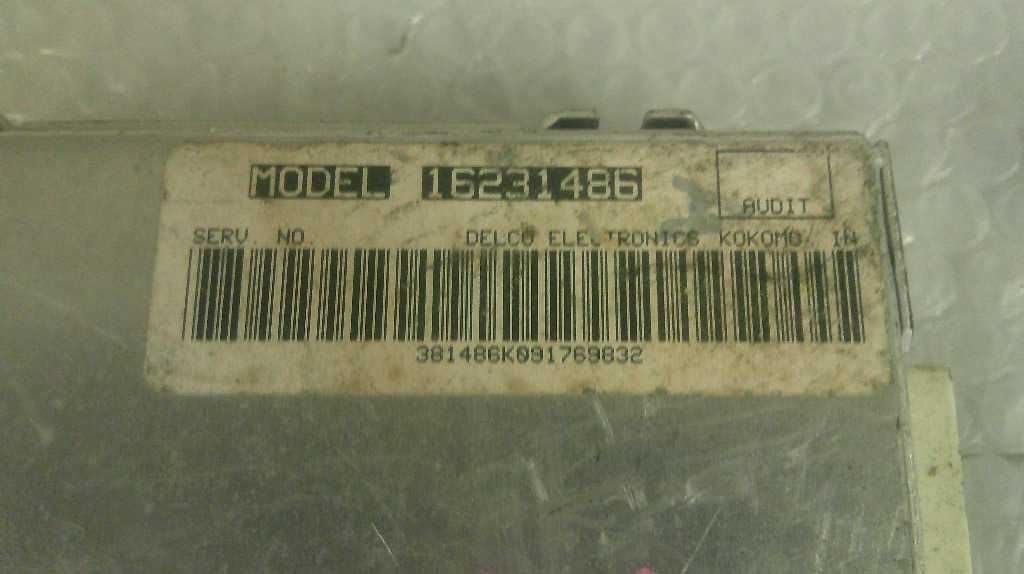 MODEL 16231486
AUDIT
SERV. NO. DELCO ELECTRONICS KOKOMO, IN
381486K091769832